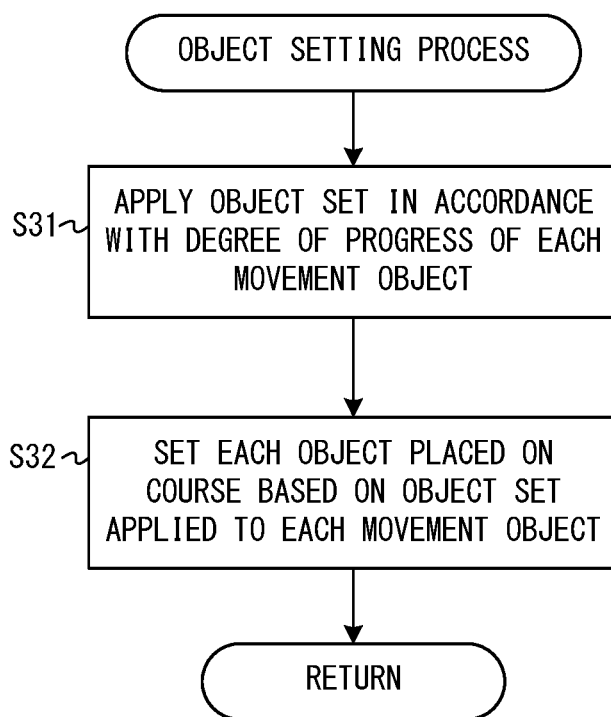 OBJECT SETTING PROCESS
S31
APPLY OBJECT SET IN ACCORDANCE
WITH DEGREE OF PROGRESS OF EACH
MOVEMENT OBJECT
S32
SET EACH OBJECT PLACED ON
COURSE BASED ON OBJECT SET
APPLIED TO EACH MOVEMENT OBJECT
RETURN